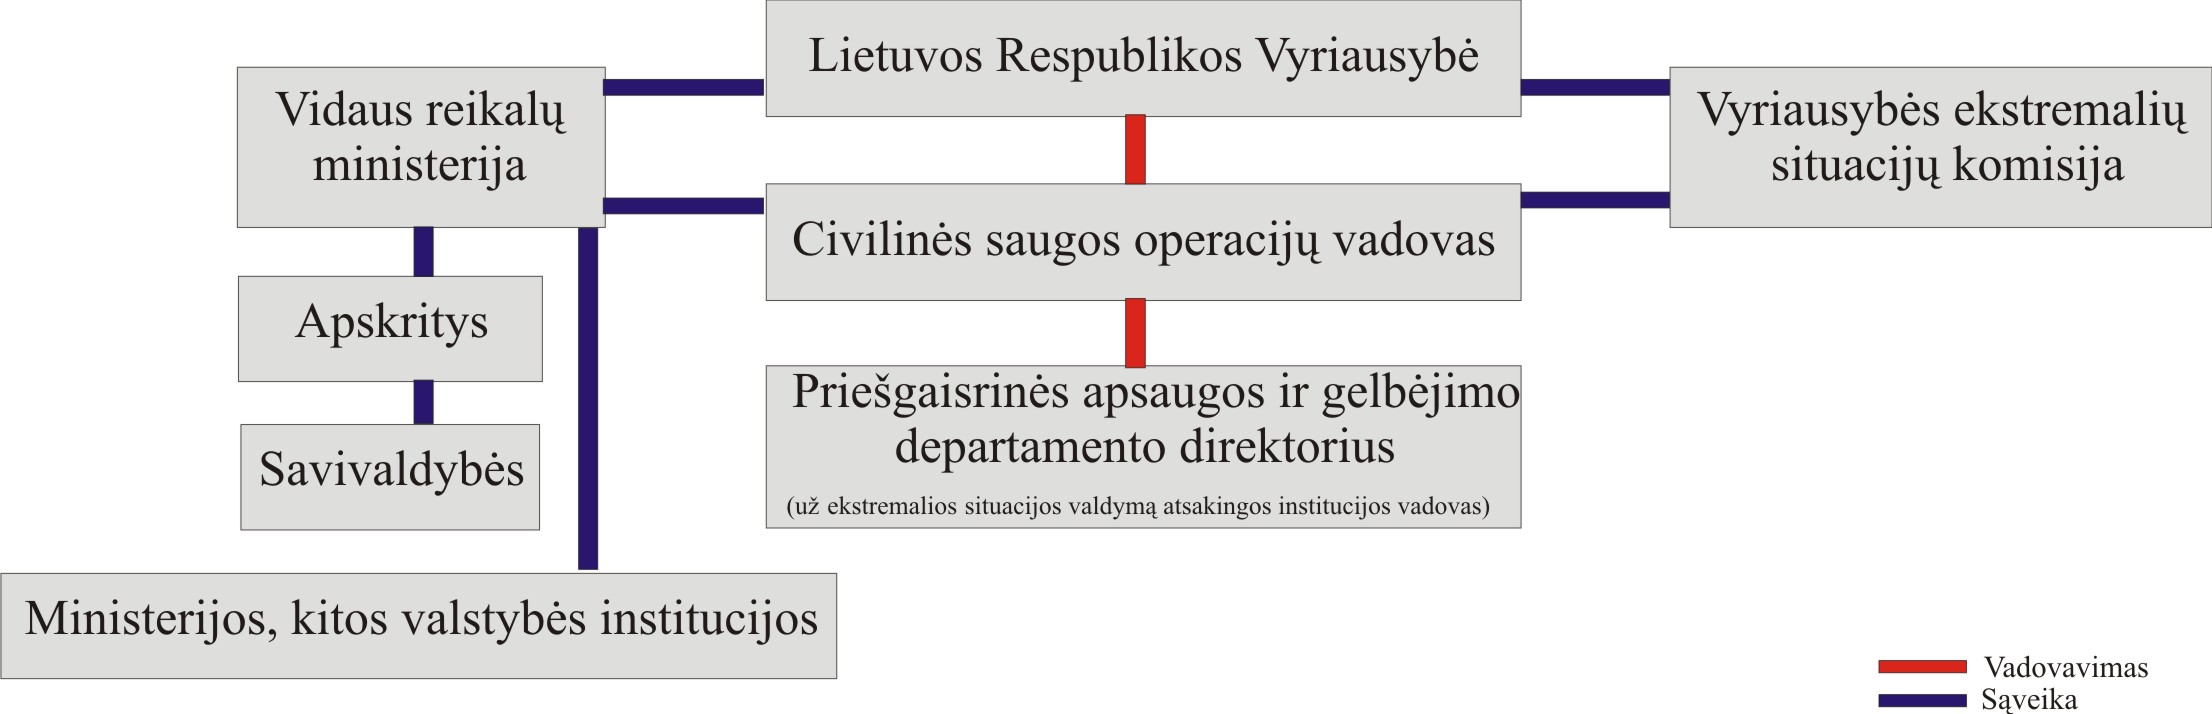 Lietuvos Respublikos Vyriausybė
Vidaus reikalų
ministerija
Vyriausybės ekstremalių
situacijų komisija
Civilinės saugos operacijų vadovas
Apskritys
Priešgaisrinės apsaugos ir gelbėjimo
departamento direktorius
(už ekstremalios situacijos valdymą atsakingos institucijos vadovas)
Savivaldybės
Ministerijos, kitos valstybės institucijos
Vadovavimas
Sąveika